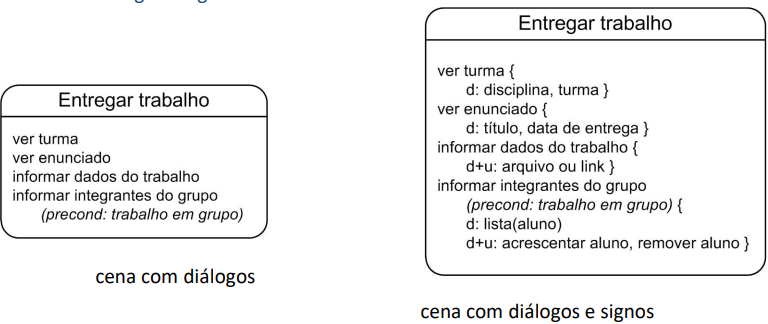 Entregar trabalho
ver turma
ver enunciado
informar dados do trabalho
informar integrantes do grupo
(precond: trabalho em grupo)
cena com diálogos
Entregar trabalho
ver turma {
d: disciplina, turma }
ver enunciado {
d: título, data de entrega }
informar dados do trabalho {
d+u: arquivo ou link }
informar integrantes do grupo
(precond: trabalho em grupo) {
d: lista(aluno)
d+u: acrescentar aluno, remover aluno }
cena com diálogos e signos